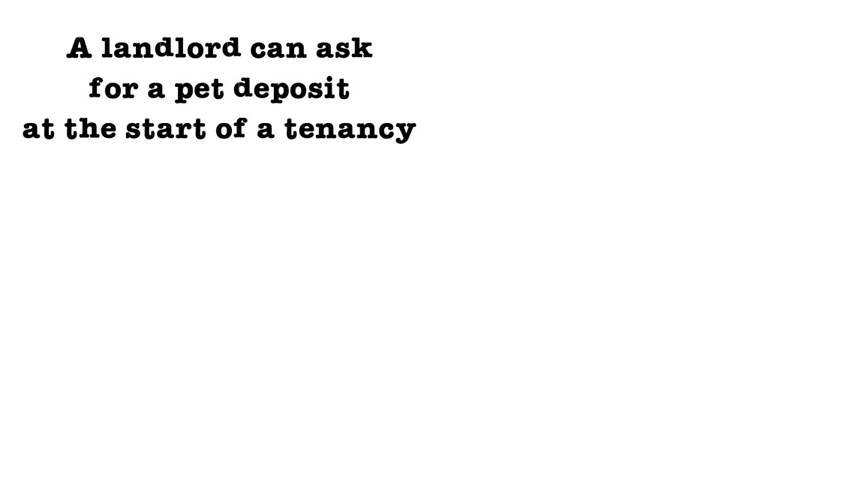 A landlord can ask
for a pet deposit
at the start of a tenancy